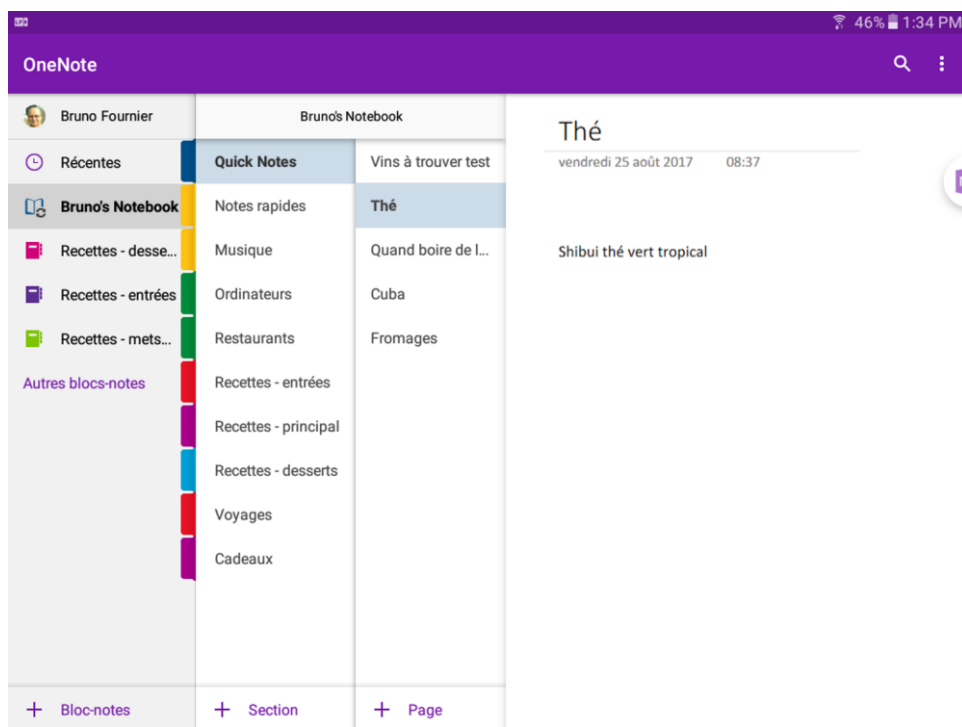 46% 1:34 PM
OneNote
Bruno Fournier
Récentes
Bruno's Notebook
Recettes - desse...
Recettes - entrées
Recettes - mets...
Autres blocs-notes
Bloc-notes
Bruno's Notebook
Quick Notes
Notes rapides
Musique
Ordinateurs
Restaurants
Recettes - entrées
Recettes - principal
Recettes - desserts
Voyages
Cadeaux
Section
Vins à trouver test
Thé
Quand boire de l...
Cuba
Fromages
Page
Thé
vendredi 25 août 2017 08:37
Shibui thé vert tropical